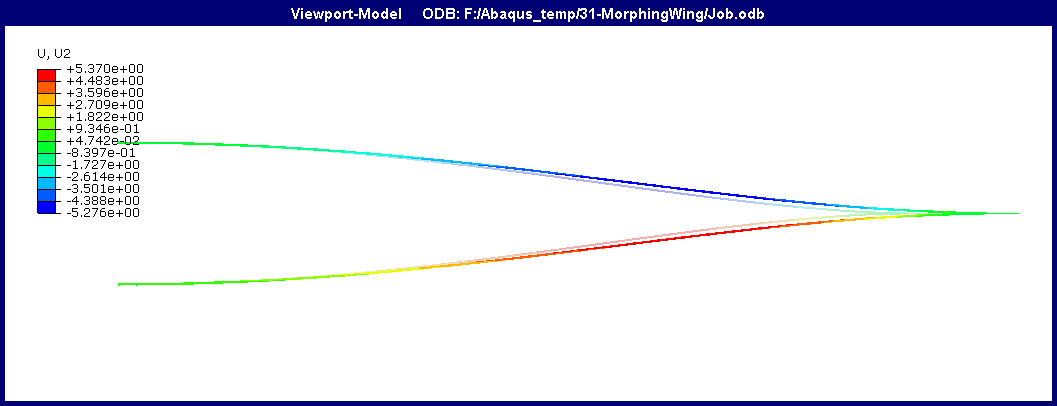 Viewport-Model ODB: F:/Abaqus_temp/31-MorphingWing/Job.odb
U, U2
+5.370e+00
+4.483e+00
+3.596e+00
+2.709e+00
+1.822e+00
+9.346e-01
+4.742e-02
-8.397e-01
-1.727e+00
-2.614e+00
-3.501e+00
-4.388e+00
-5.276e+00